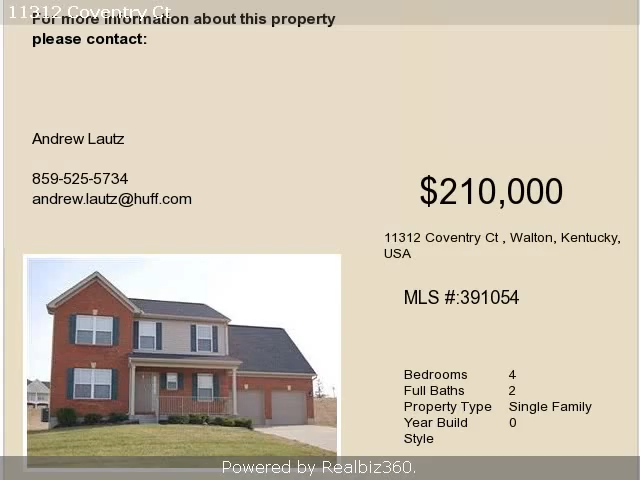 11312 Coventry Ct
For more information about this property
please contact:
Andrew Lautz
859-525-5734
andrew.lautz@huff.com
$210,000
11312 Coventry Ct , Walton, Kentucky,
USA
MLS #:391054
Bedrooms 4
Full Baths 2
Property Type Single Family
Year Build 0
Style
Powered by Realbiz360.